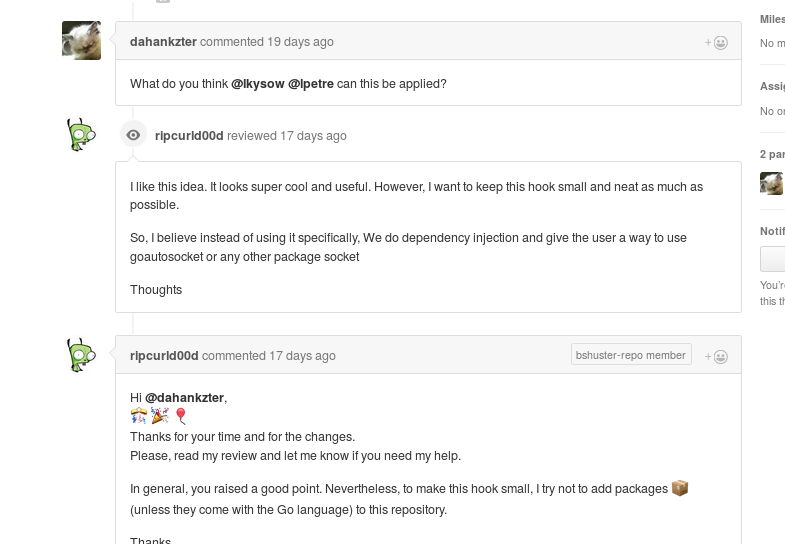 Miles
dahankzter commented 19 days ago
No m
What do you think @lkysow @lpetre can this be applied?
Assig
No or
ripcurld00d reviewed 17 days ago
2 par
I like this idea. It looks super cool and useful. However, I want to keep this hook small and neat as much as
possible.
Notif
So, I believe instead of using it specifically, We do dependency injection and give the user a way to use
goautosocket or any other package socket
You're
Thoughts
this th
ripcurld00d commented 17 days ago
bshuster-repo member
Hi @dahankzter,
Thanks for your time and for the changes.
Please, read my review and let me know if you need my help.
In general, you raised a good point. Nevertheless, to make this hook small, I try not to add packages
(unless they come with the Go language) to this repository.
Thanks